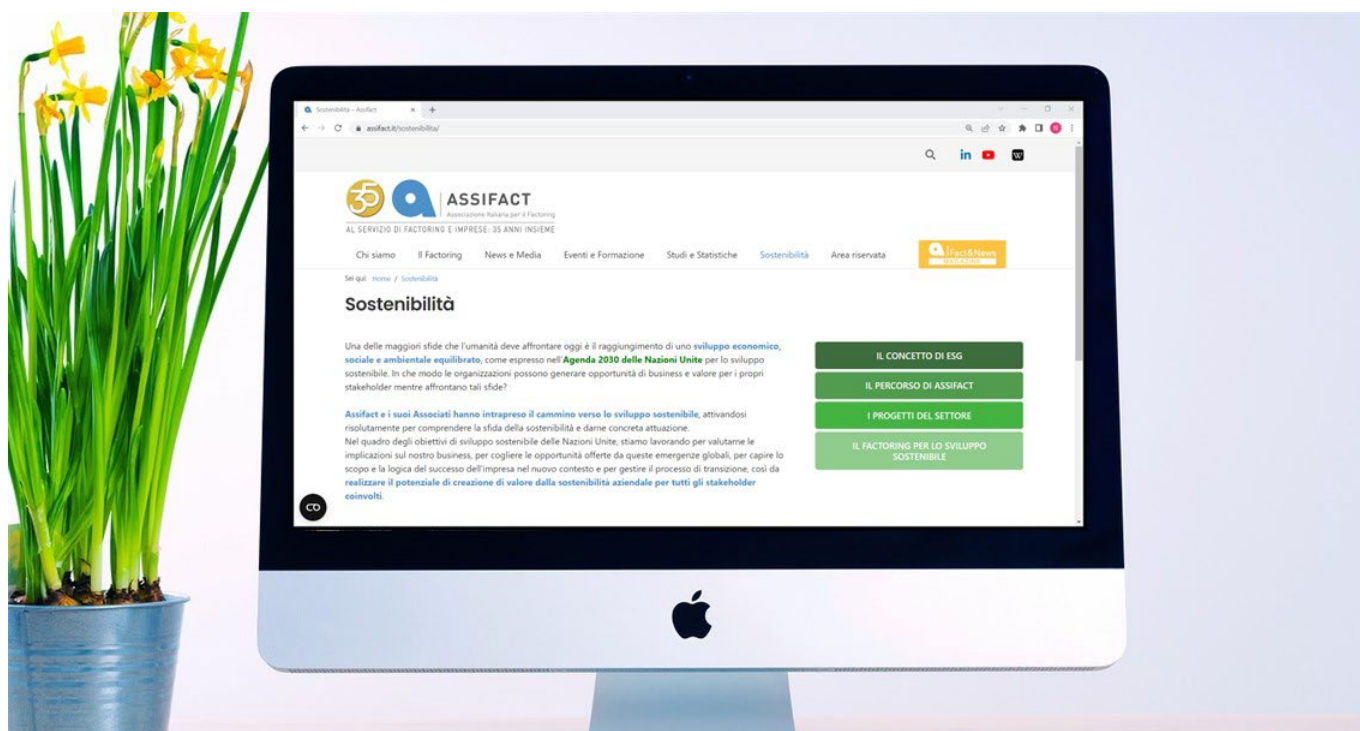 Sostenibilità – Assifact
assifact.it/sostenibilita/
35
ASSIFACT
Associazione Italiana per il Factoring
AL SERVIZIO DI FACTORING E IMPRESE: 35 ANNI INSIEME
Chi siamo Il Factoring News e Media Eventi e Formazione Studi e Statistiche Sostenibilità Area riservata Fact&News
MAGAZINE
Sei qui: Home / Sostenibilità
Sostenibilità
Una delle maggiori sfide che l'umanità deve affrontare oggi è il raggiungimento di uno sviluppo economico,
sociale e ambientale equilibrato, come espresso nell'Agenda 2030 delle Nazioni Unite per lo sviluppo
sostenibile. In che modo le organizzazioni possono generare opportunità di business e valore per i propri
stakeholder mentre affrontano tali sfide?
Assifact e i suoi Associati hanno intrapreso il cammino verso lo sviluppo sostenibile, attivandosi
risolutamente per comprendere la sfida della sostenibilità e darne concreta attuazione.
Nel quadro degli obiettivi di sviluppo sostenibile delle Nazioni Unite, stiamo lavorando per valutarne le
implicazioni sul nostro business, per cogliere le opportunità offerte da queste emergenze globali, per capire lo
scopo e la logica del successo dell'impresa nel nuovo contesto e per gestire il processo di transizione, così da
realizzare il potenziale di creazione di valore dalla sostenibilità aziendale per tutti gli stakeholder
coinvolti.
IL CONCETTO DI ESG
IL PERCORSO DI ASSIFACT
I PROGETTI DEL SETTORE
IL FACTORING PER LO SVILUPPO
SOSTENIBILE